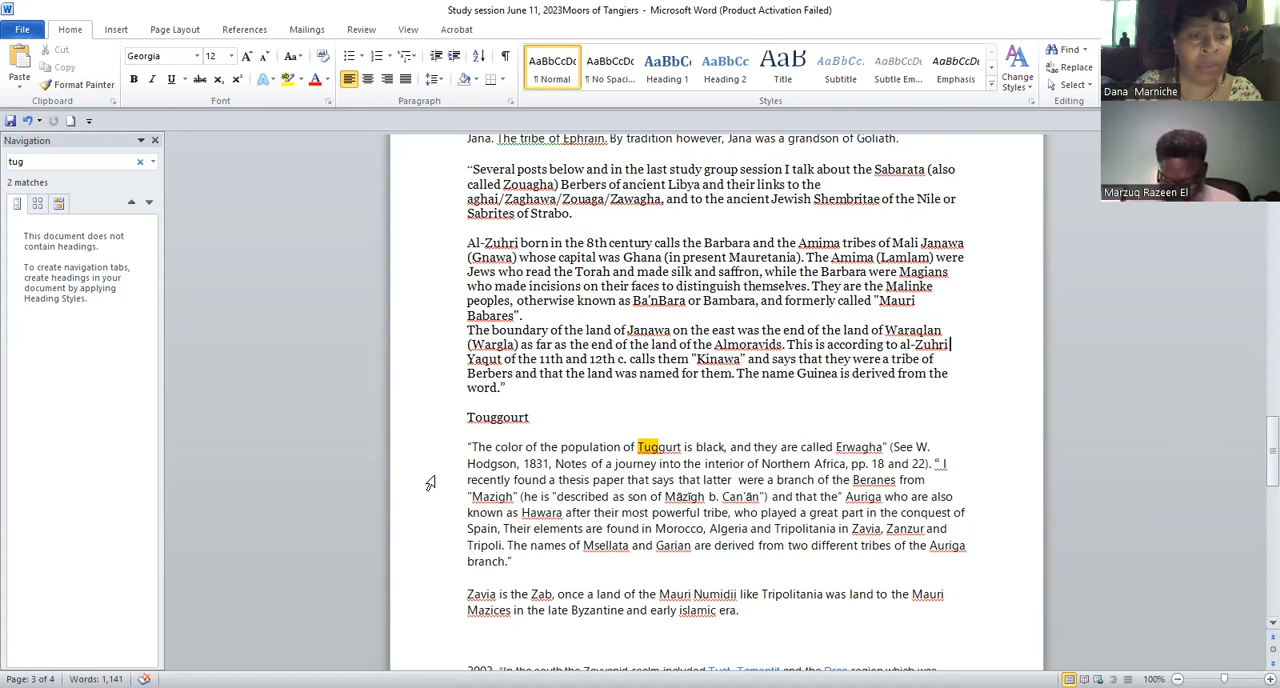 Study session June 11, 2023Moors of Tangiers - Microsoft Word (Product Activation Failed)
File Home Insert Page Layout References Mailings Review View Acrobat
Paste
Cut
Copy
Format Painter
Clipboard
Georgia 12
Font
Paragraph
AaBbCcDc AaBbCcDc AaBbC AaBbCc AaB AaBbCc. AaBbCcDc AaBbCcDc
¶ Normal ¶ No Spaci... Heading 1 Heading 2 Title Subtitle Subtle Em... Emphasis
Styles
Change Styles
Find
Replace
Select
Editing
Dana Marniche
Marzuq Razeen El
Navigation
tug
2 matches
This document does not
contain headings.
To create navigation tabs,
create headings in your
document by applying
Heading Styles.
Jana. The tribe of Ephrain. By tradition however, Jana was a grandson of Goliath.
“Several posts below and in the last study group session I talk about the Sabarata (also
called Zouagha) Berbers of ancient Libya and their links to the
aghai/Zaghawa/Zouaga/Zawagha, and to the ancient Jewish Shembritae of the Nile or
Sabrites of Strabo.
Al-Zuhri born in the 8th century calls the Barbara and the Amima tribes of Mali Janawa
(Gnawa) whose capital was Ghana (in present Mauretania). The Amima (Lamlam) were
Jews who read the Torah and made silk and saffron, while the Barbara were Magians
who made incisions on their faces to distinguish themselves. They are the Malinke
peoples, otherwise known as Ba'nBara or Bambara, and formerly called "Mauri
Babares".
The boundary of the land of Janawa on the east was the end of the land of Waraqlan
(Wargla) as far as the end of the land of the Almoravids. This is according to al-Zuhri
Yaqut of the 11th and 12th c. calls them "Kinawa" and says that they were a tribe of
Berbers and that the land was named for them. The name Guinea is derived from the
word.”
Touggourt
“The color of the population of Tuggurt is black, and they are called Erwagha" (See W.
Hodgson, 1831, Notes of a journey into the interior of Northern Africa, pp. 18 and 22). “ I
recently found a thesis paper that says that latter were a branch of the Beranes from
"Mazigh" (he is "described as son of Māzīgh b. Can'ān") and that the” Auriga who are also
known as Hawara after their most powerful tribe, who played a great part in the conquest of
Spain, Their elements are found in Morocco, Algeria and Tripolitania in Zavia, Zanzur and
Tripoli. The names of Msellata and Garian are derived from two different tribes of the Auriga
branch.”
Zavia is the Zab, once a land of the Mauri Numidii like Tripolitania was land to the Mauri
Mazices in the late Byzantine and early islamic era.
Page: 3 of 4 Words: 1,141
100%